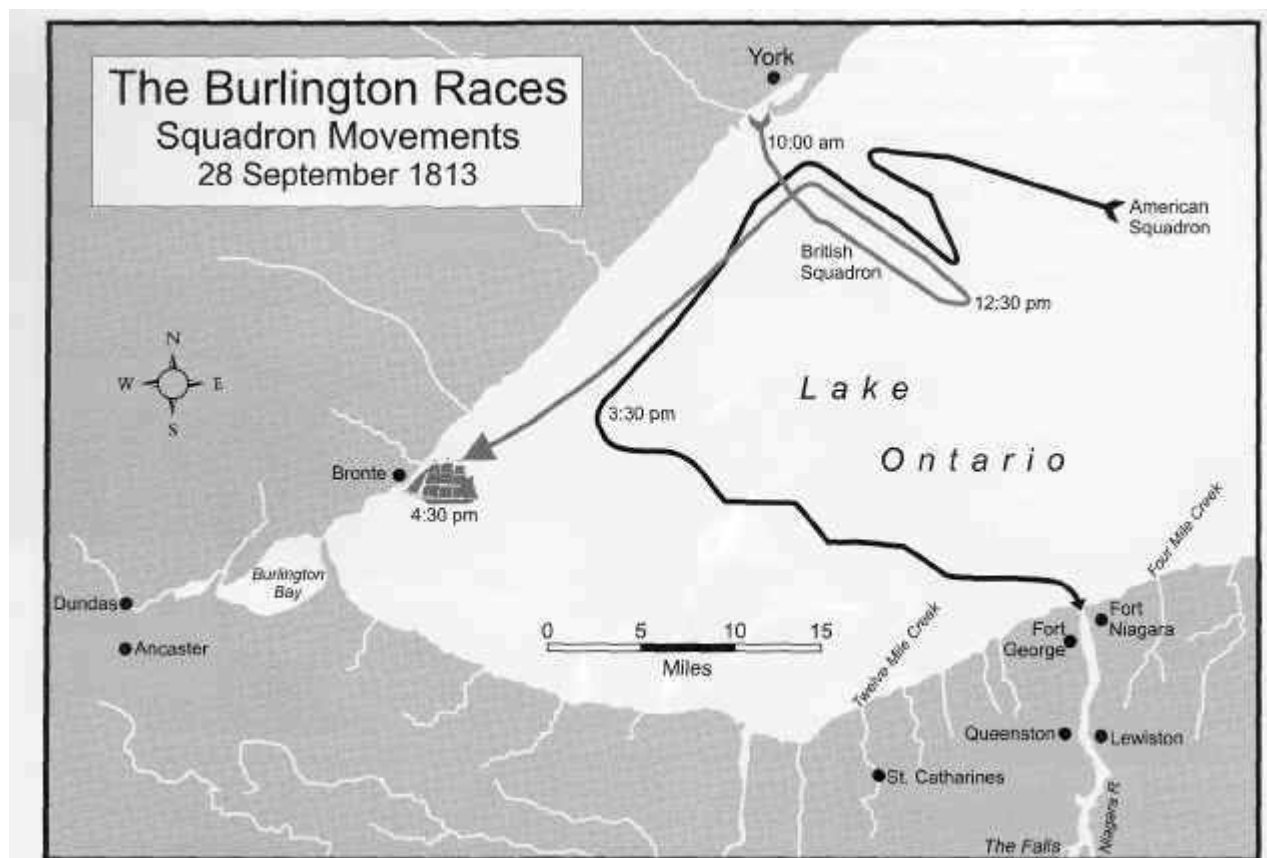 The Burlington Races
Squadron Movements
28 September 1813
York
10:00 am
American
Squadron
British
Squadron
12:30 pm
N
W
E
S
Lake
3:30 pm
Ontario
Bronte
4:30 pm
Four Mile Creek
Burlington
Bay
Dundas
Ancaster
0 5 10 15
Miles
Twelve Mile Creek
Fort
Niagara
Fort
George
Queenston
Lewiston
St. Catharines
Niagara R
The Falls